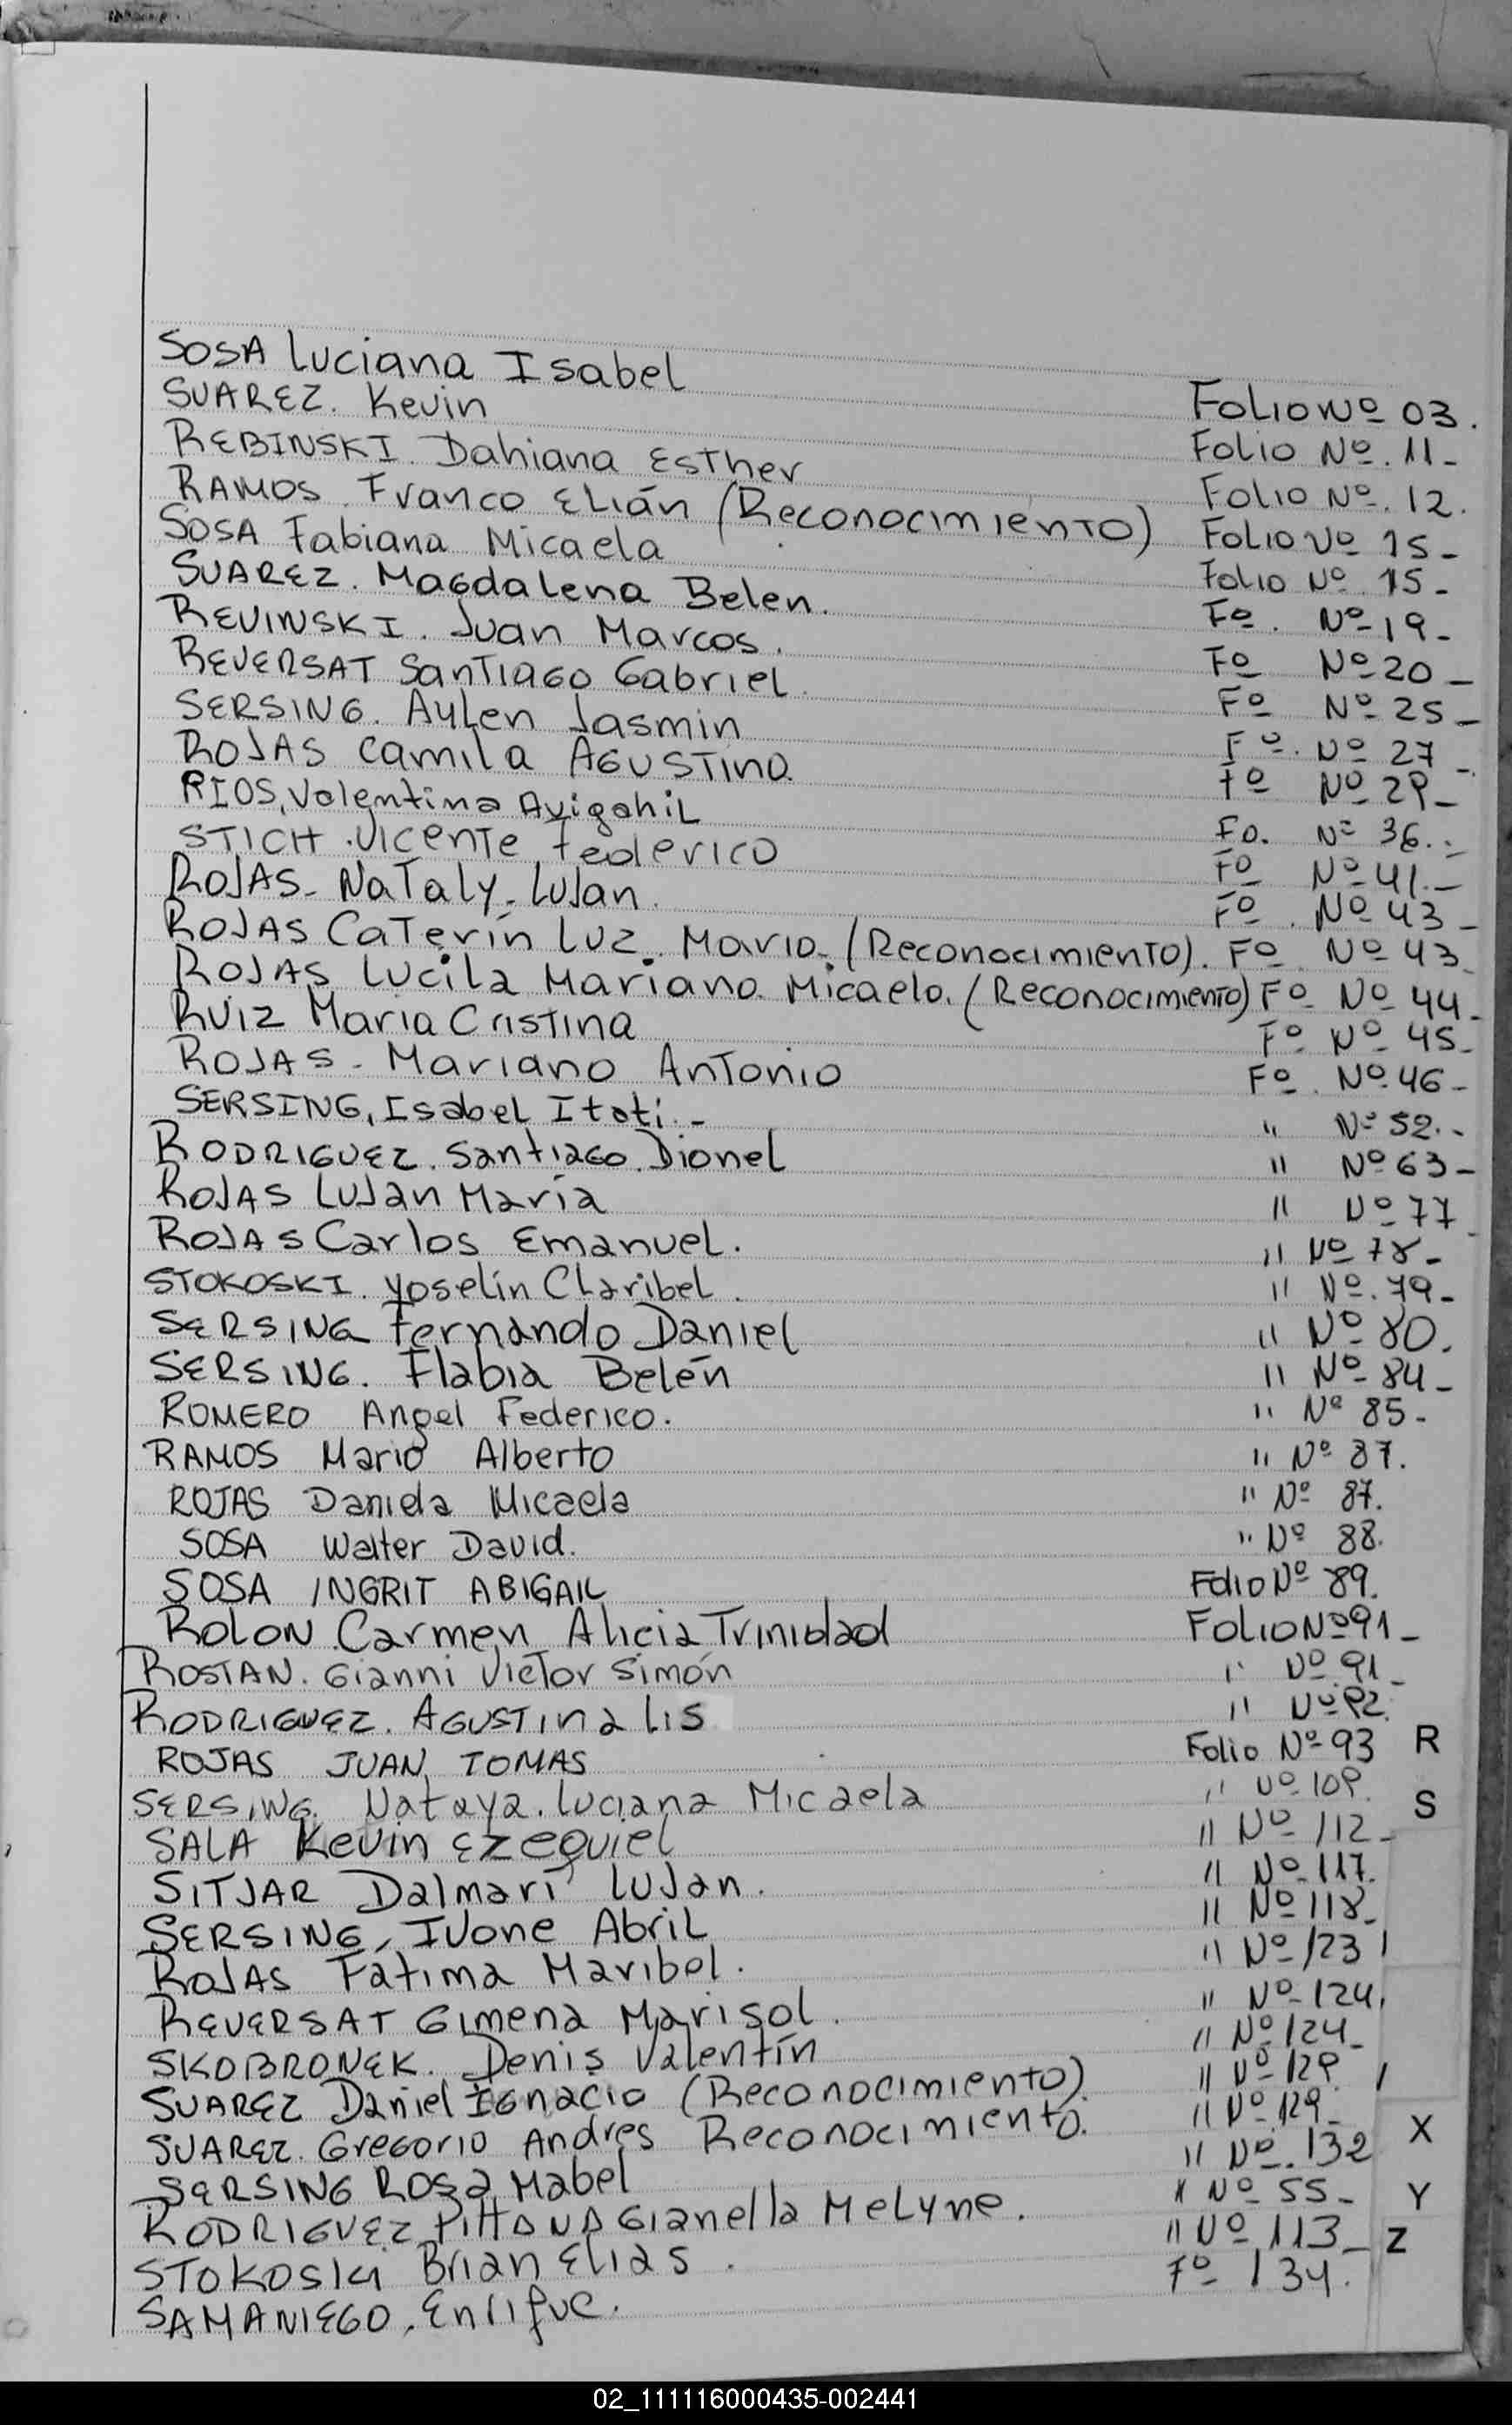 SOSA Luciana Isabel Folio Nº 03.
SUAREZ. Kevin Folio Nº. 11-
REBINSKI. Dahiana Esther Folio Nº. 12.
RAMOS. Franco Elián (Reconocimiento) Folio Nº 15-
SOSA Fabiana Micaela Folio Nº 15-
SUAREZ. Magdalena Belen. Fº. Nº 19-
REVINSKI. Juan Marcos. Fº Nº 20-
REVERSAT Santiago Gabriel. Fº Nº 25-
SERSING. Aylen Jasmin Fº. Nº 27-
ROJAS Camila Agustina Fº Nº 29-
RIOS, Valentina Avigahil Fo. Nº 36.-
STICH. Vicente, Federico Fº Nº 41.-
ROJAS- Nataly- Lujan. Fº. Nº 43-
ROJAS Caterin Luz. Maria. (Reconocimiento). Fº. Nº 43.
ROJAS Lucila Mariana Micaela. (Reconocimiento) Fº Nº 44-
Ruiz Maria Cristina Fº Nº 45-
ROJAS- Mariano Antonio Fº. Nº 46-
SERSING, Isabel Itati.- " Nº 52.-
RODRIGUEZ. Santiago. Dionel " Nº 63-
ROJAS Lujan María " Nº 77-
ROJAS Carlos Emanuel. " Nº 78-
STOKOSKI. Yoselín Claribel. " Nº. 79-
SERSING Fernando Daniel " Nº 80.
SERSING. Flabia Belén " Nº 84-
ROMERO Angel Federico. " Nº 85-
RAMOS Mario Alberto " Nº 87.
ROJAS Daniela Micaela " Nº 87.
SOSA Walter David. " Nº 88.
SOSA INGRIT ABIGAIL Folio Nº 89.
ROLON Carmen Alicia Trinidad Folio Nº 91-
ROSTAN. Gianni Victor Simón " Nº 91-
RODRIGUEZ. Agustina Lis " Nº 92.
ROJAS JUAN TOMAS Folio Nº 93 R
SERSING. Nataya. Luciana Micaela " Nº 109.
S
SALA Kevin Ezequiel " Nº 112-
SITJAR Dalmari Lujan. " Nº 117.
SERSING, Ivone Abril " Nº 118-
ROJAS Fatima Maribel. " Nº 123
REVERSAT Gimena Marisol. " Nº 124.
SKOBRONEK. Denis Valentín " Nº 124-
SUAREZ Daniel Ignacio (Reconocimiento). " Nº 129.
SUAREZ. Gregorio Andres Reconocimiento. " Nº 129-
SERSING Rosa Mabel " Nº. 132 X
RODRIGUEZ PITTANA Gianella Melyne. " Nº 55- Y
STOKOSKI Brian Elias. " Nº 113- Z
SAMANIEGO. Enrique. Fº 134.
02_111116000435-002441